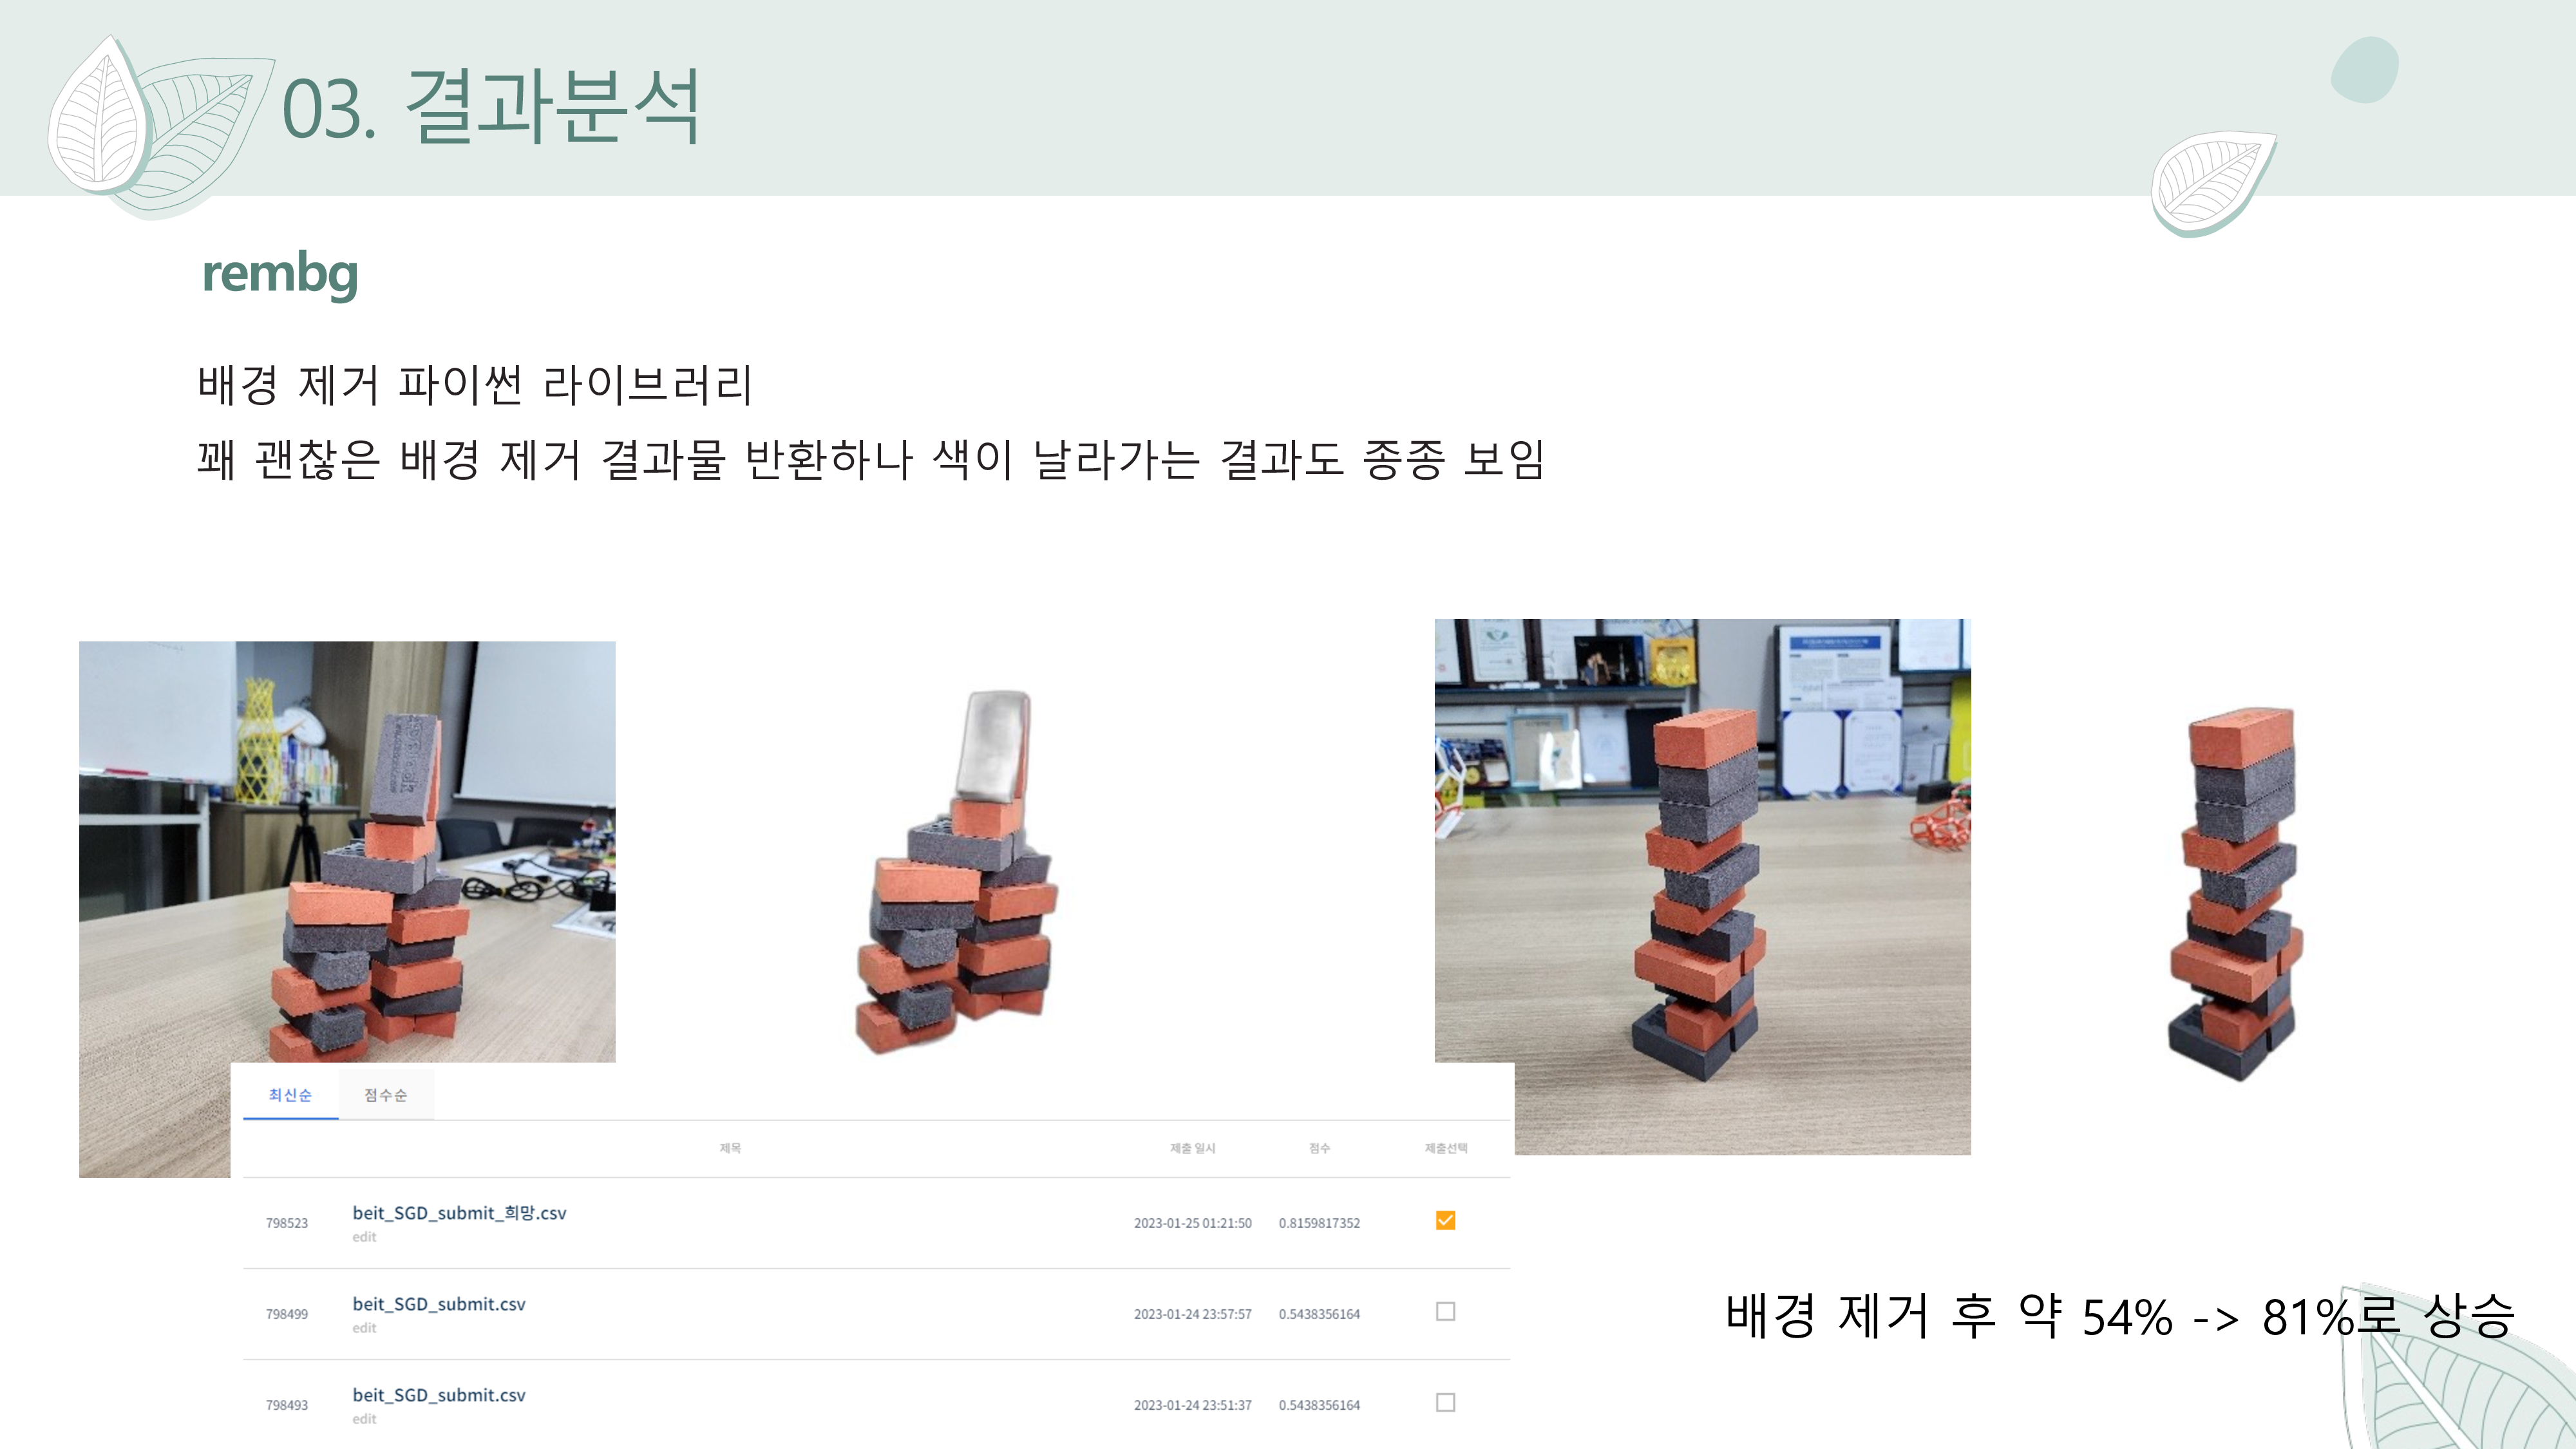 03. 결과분석
rembg
배경 제거 파이썬 라이브러리
꽤 괜찮은 배경 제거 결과물 반환하나 색이 날라가는 결과도 종종 보임
최신순 점수순
제목 제출 일시 점수 제출선택
798523 beit_SGD_submit_희망.csv 2023-01-25 01:21:50 0.8159817352
edit
798499 beit_SGD_submit.csv 2023-01-24 23:57:57 0.5438356164
edit
798493 beit_SGD_submit.csv 2023-01-24 23:51:37 0.5438356164
edit
배경 제거 후 약 54% -> 81%로 상승